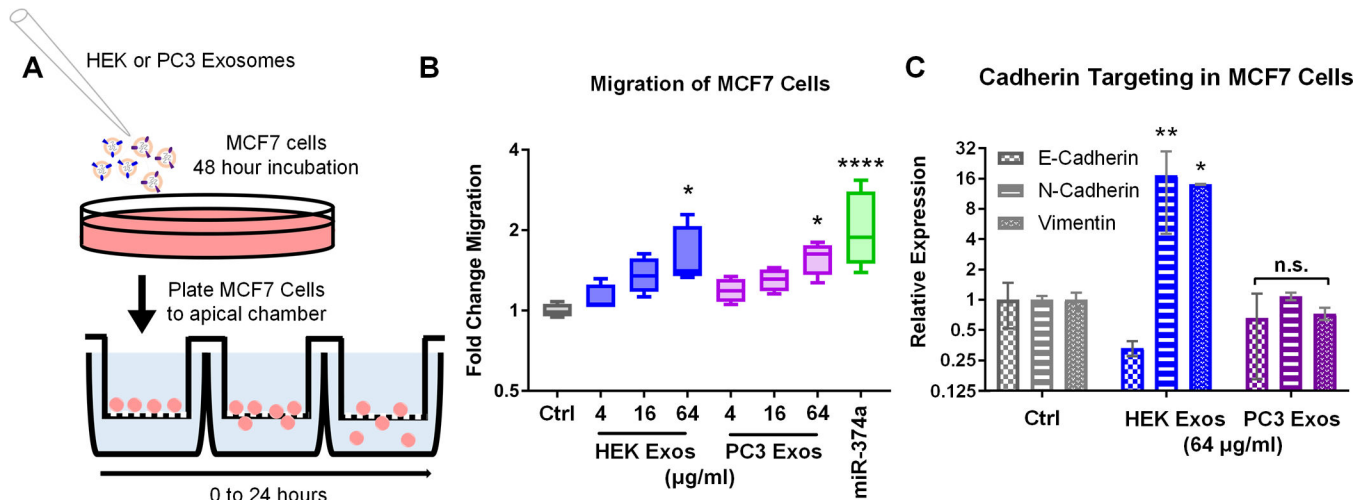 A
HEK or PC3 Exosomes
MCF7 cells
48 hour incubation
Plate MCF7 Cells
to apical chamber
0 to 24 hours
B
Migration of MCF7 Cells
Fold Change Migration
4
2
1
0.5
*
*
****
Ctrl
4
16
64
4
16
64
miR-374a
HEK Exos
PC3 Exos
(µg/ml)
C
Cadherin Targeting in MCF7 Cells
Relative Expression
32
16
8
4
2
1
0.5
0.25
0.125
E-Cadherin
N-Cadherin
Vimentin
**
*
n.s.
Ctrl
HEK Exos
PC3 Exos
(64 µg/ml)